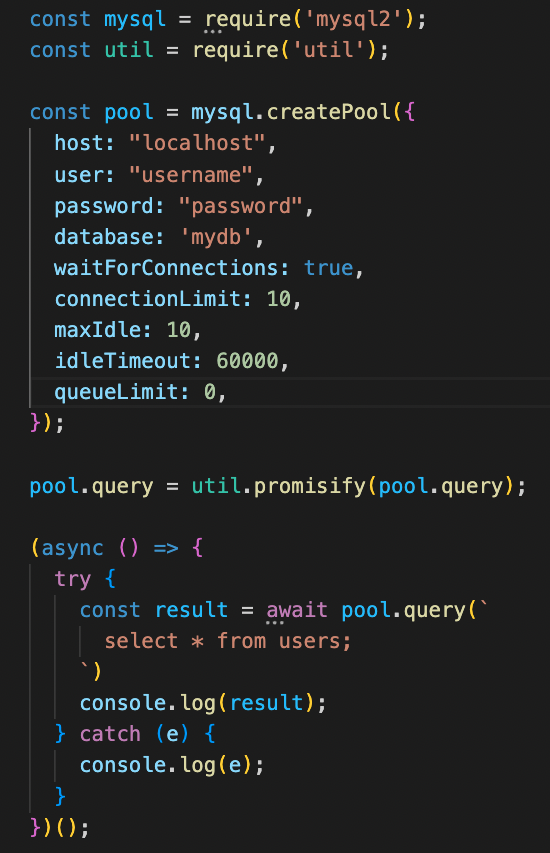 const mysql = require('mysql2');
const util = require('util');
const pool = mysql.createPool({
host: "localhost",
user: "username",
password: "password",
database: 'mydb',
waitForConnections: true,
connectionLimit: 10,
maxIdle: 10,
idleTimeout: 60000,
queueLimit: 0,
});
pool.query = util.promisify(pool.query);
(async () => {
try {
const result = await pool.query(`
select * from users;
`)
console.log(result);
} catch (e) {
console.log(e);
}
})();